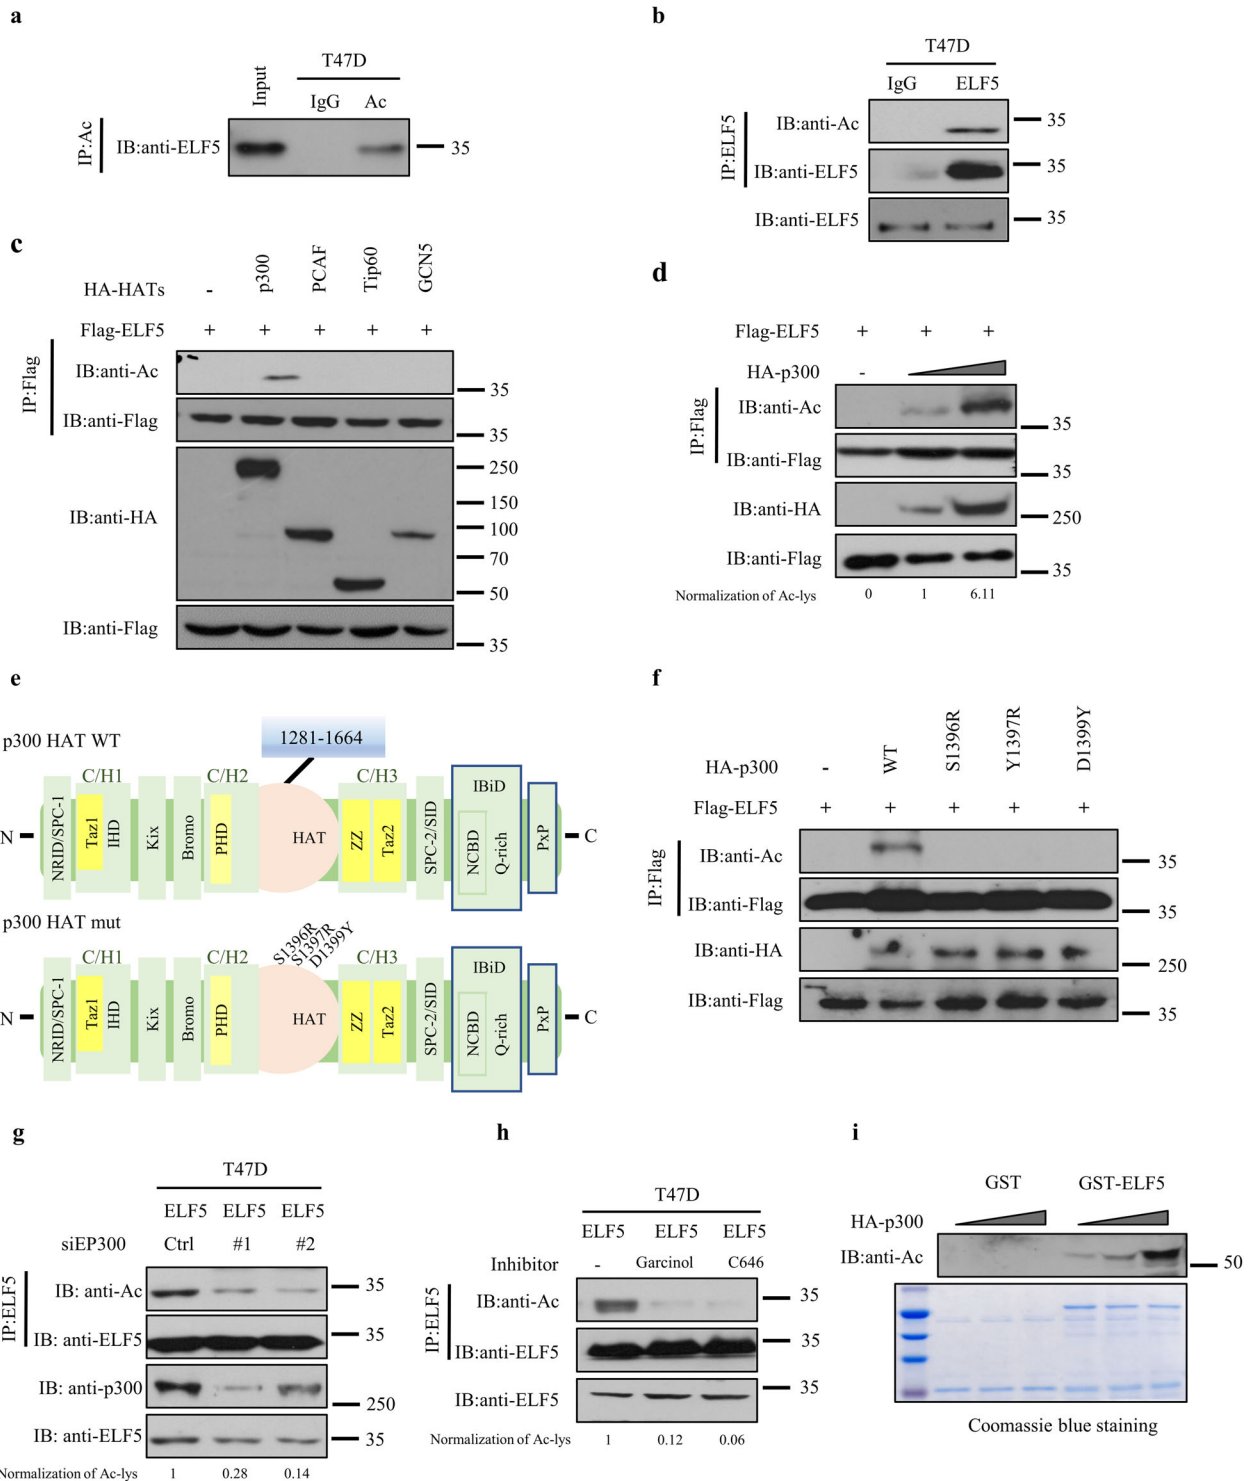 a
T47D
Input
IgG Ac
IP:Ac
IB:anti-ELF5
35
b
T47D
IgG ELF5
IP:ELF5
IB:anti-Ac
35
IB:anti-ELF5
35
IB:anti-ELF5
35
c
HA-HATs - p300 PCAF Tip60 GCN5
Flag-ELF5 + + + + +
IP:Flag
IB:anti-Ac
35
IB:anti-Flag
35
IB:anti-HA
250
150
100
70
50
IB:anti-Flag
35
d
Flag-ELF5 + + +
HA-p300 -
IP:Flag
IB:anti-Ac
35
IB:anti-Flag
35
IB:anti-HA
250
IB:anti-Flag
35
Normalization of Ac-lys 0 1 6.11
e
p300 HAT WT
1281-1664
C/H1 C/H2 C/H3
N NRID/SPC-1 Taz1 IHD Kix Bromo PHD HAT ZZ Taz2 SPC-2/SID IBiD NCBD Q-rich PxP C
p300 HAT mut
S1396R
S1397R
D1399Y
C/H1 C/H2 C/H3
N NRID/SPC-1 Taz1 IHD Kix Bromo PHD HAT ZZ Taz2 SPC-2/SID IBiD NCBD Q-rich PxP C
f
HA-p300 - WT S1396R Y1397R D1399Y
Flag-ELF5 + + + + +
IP:Flag
IB:anti-Ac
35
IB:anti-Flag
35
IB:anti-HA
250
IB:anti-Flag
35
g
T47D
ELF5 ELF5 ELF5
siEP300 Ctrl #1 #2
IP:ELF5
IB: anti-Ac
35
IB: anti-ELF5
35
IB: anti-p300
250
IB: anti-ELF5
35
Normalization of Ac-lys 1 0.28 0.14
h
T47D
ELF5 ELF5 ELF5
Inhibitor - Garcinol C646
IP:ELF5
IB:anti-Ac
35
IB:anti-ELF5
35
IB:anti-ELF5
35
Normalization of Ac-lys 1 0.12 0.06
i
GST GST-ELF5
HA-p300
IB:anti-Ac
50
Coomassie blue staining